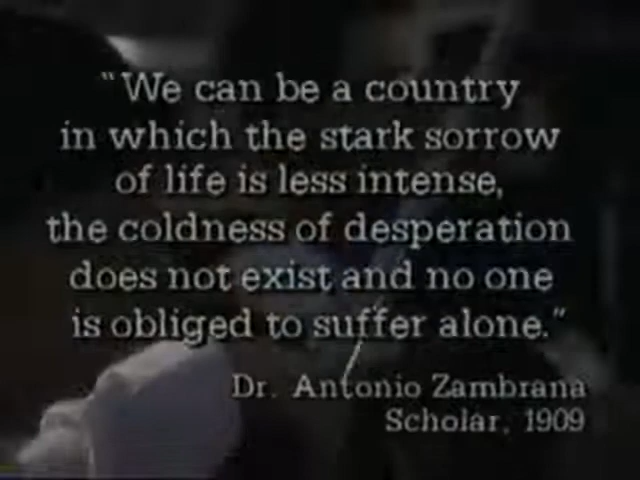 "We can be a country
in which the stark sorrow
of life is less intense,
the coldness of desperation
does not exist and no one
is obliged to suffer alone."
Dr. Antonio Zambrana
Scholar, 1909